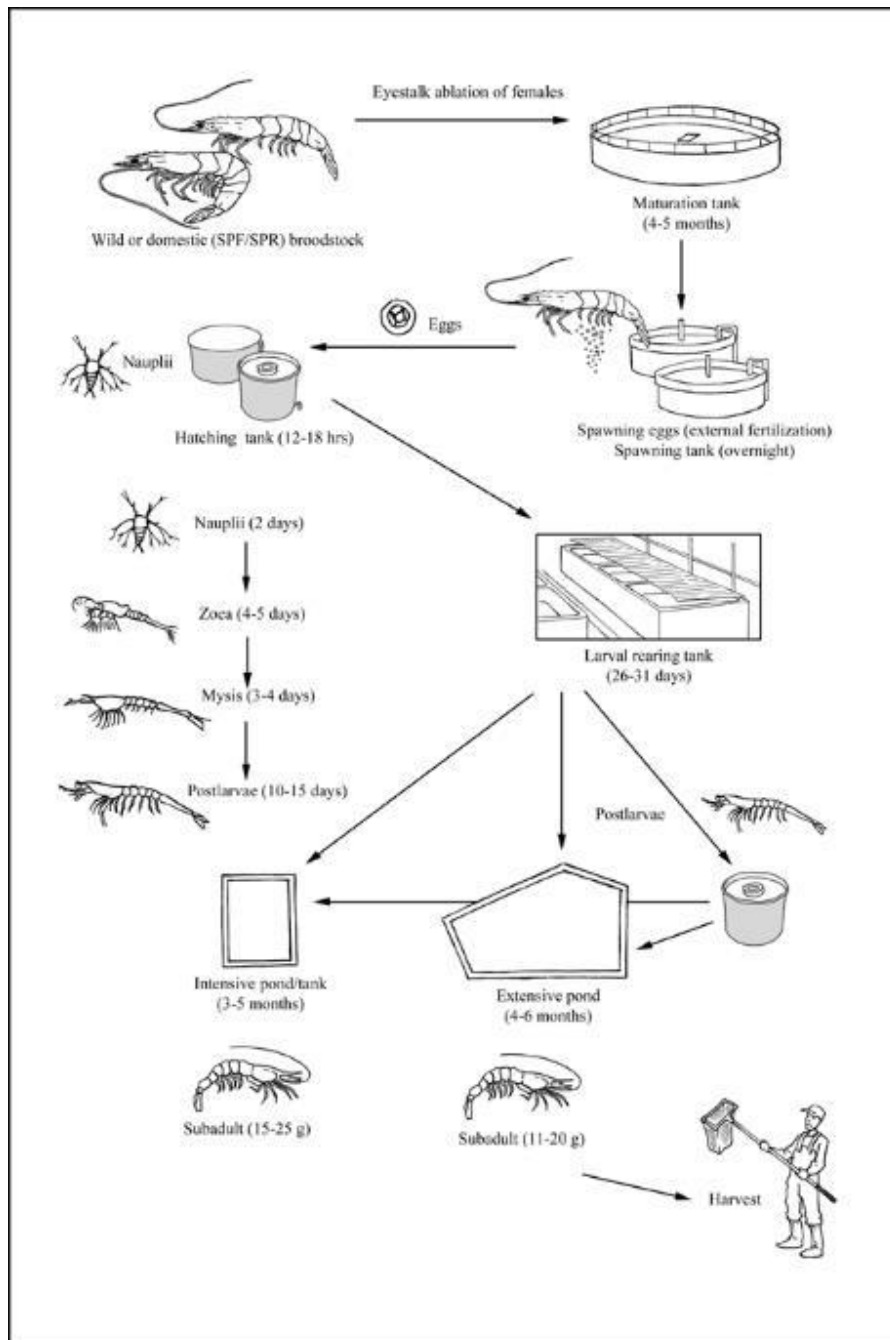 Eyestalk ablation of females
Maturation tank
(4-5 months)
Wild or domestic (SPF/SPR) broodstock
Eggs
Nauplii
Hatching tank (12-18 hrs)
Spawning eggs (external fertilization)
Spawning tank (overnight)
Nauplii (2 days)
Zoea (4-5 days)
Mysis (3-4 days)
Postlarvae (10-15 days)
Larval rearing tank
(26-31 days)
Postlarvae
Intensive pond/tank
(3-5 months)
Extensive pond
(4-6 months)
Subadult (15-25 g)
Subadult (11-20 g)
Harvest